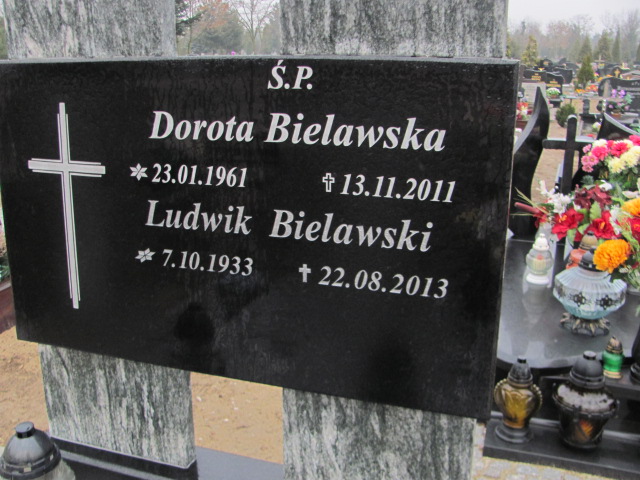 Ś.P.
Dorota Bielawska
23.01.1961 13.11.2011
Ludwik Bielawski
7.10.1933 22.08.2013